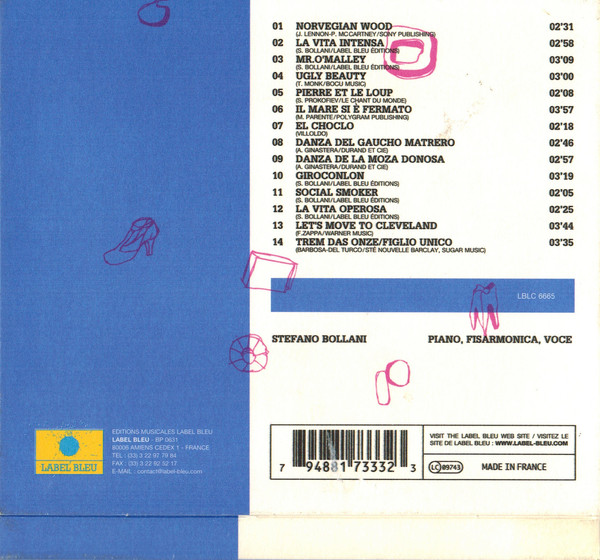 01 NORVEGIAN WOOD 02'31
(J. LENNON-P. MCCARTNEY/SONY PUBLISHING)
02 LA VITA INTENSA 02'58
(S. BOLLANI/LABEL BLEU ÉDITIONS)
03 MR.O'MALLEY 03'09
(S. BOLLANI/LABEL BLEU ÉDITIONS)
04 UGLY BEAUTY 03'00
(T. MONK/BOCU MUSIC)
05 PIERRE ET LE LOUP 02'08
(S. PROKOFIEV/LE CHANT DU MONDE)
06 IL MARE SI È FERMATO 03'57
(M. PARENTE/POLYGRAM PUBLISHING)
07 EL CHOCLO 02'18
(VILLOLDO)
08 DANZA DEL GAUCHO MATRERO 02'46
(A. GINASTERA/DURAND ET CIE)
09 DANZA DE LA MOZA DONOSA 02'57
(A. GINASTERA/DURAND ET CIE)
10 GIROCONLON 03'19
(S. BOLLANI/LABEL BLEU ÉDITIONS)
11 SOCIAL SMOKER 02'05
(S. BOLLANI/LABEL BLEU ÉDITIONS)
12 LA VITA OPEROSA 02'25
(S. BOLLANI/LABEL BLEU ÉDITIONS)
13 LET'S MOVE TO CLEVELAND 03'44
(F.ZAPPA/WARNER MUSIC)
14 TREM DAS ONZE/FIGLIO UNICO 03'35
(BARBOSA-DEL TURCO/STÉ NOUVELLE BARCLAY, SUGAR MUSIC)
LBLC 6665
STEFANO BOLLANI PIANO, FISARMONICA, VOCE
LABEL BLEU
EDITIONS MUSICALES LABEL BLEU
LABEL BLEU - BP 0631
80006 AMIENS CEDEX 1 - FRANCE
TEL : (33) 3 22 97 79 84
FAX : (33) 3 22 92 52 17
E-MAIL : contact@label-bleu.com
7 94881 73332 3
VISIT THE LABEL BLEU WEB SITE / VISITEZ LE
SITE DE LABEL BLEU : WWW.LABEL-BLEU.COM
LC 09743 MADE IN FRANCE